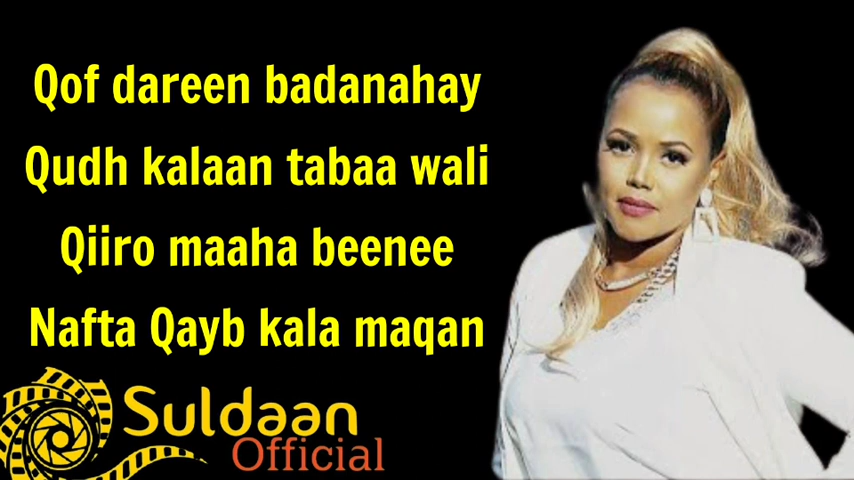 Qof dareen badanahay
Qudh kalaan tabaa wali
Qiiro maaha beenee
Nafta Qayb kala maqan
Suldaan
Official